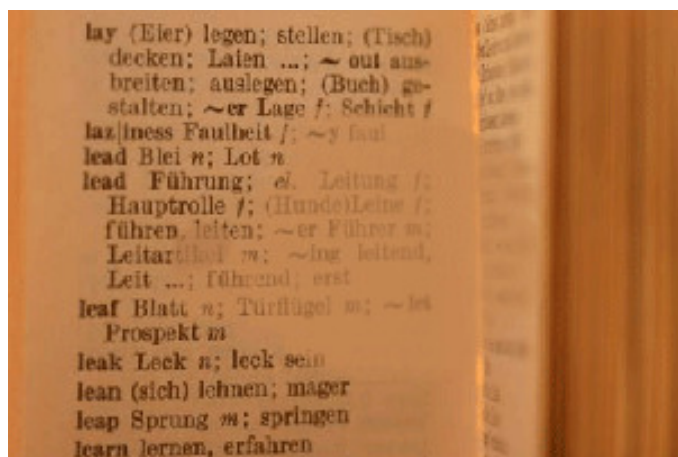 lay (Eier) legen; stellen; (Tisch)
decken; Laien ...; ~ out aus-
breiten; auslegen; (Buch) ge-
stalten; ~er Lage f; Schicht f
laz|iness Faulheit f; ~y faul
lead Blei n; Lot n
lead Führung; el. Leitung f;
Hauptrolle f; (Hunde)Leine f;
führen, leiten; ~er Führer m;
Leitartikel m; ~ing leitend,
Leit ...; führend; erst
leaf Blatt n; Türflügel m; ~let
Prospekt m
leak Leck n; leck sein
lean (sich) lehnen; mager
leap Sprung m; springen
learn lernen, erfahren